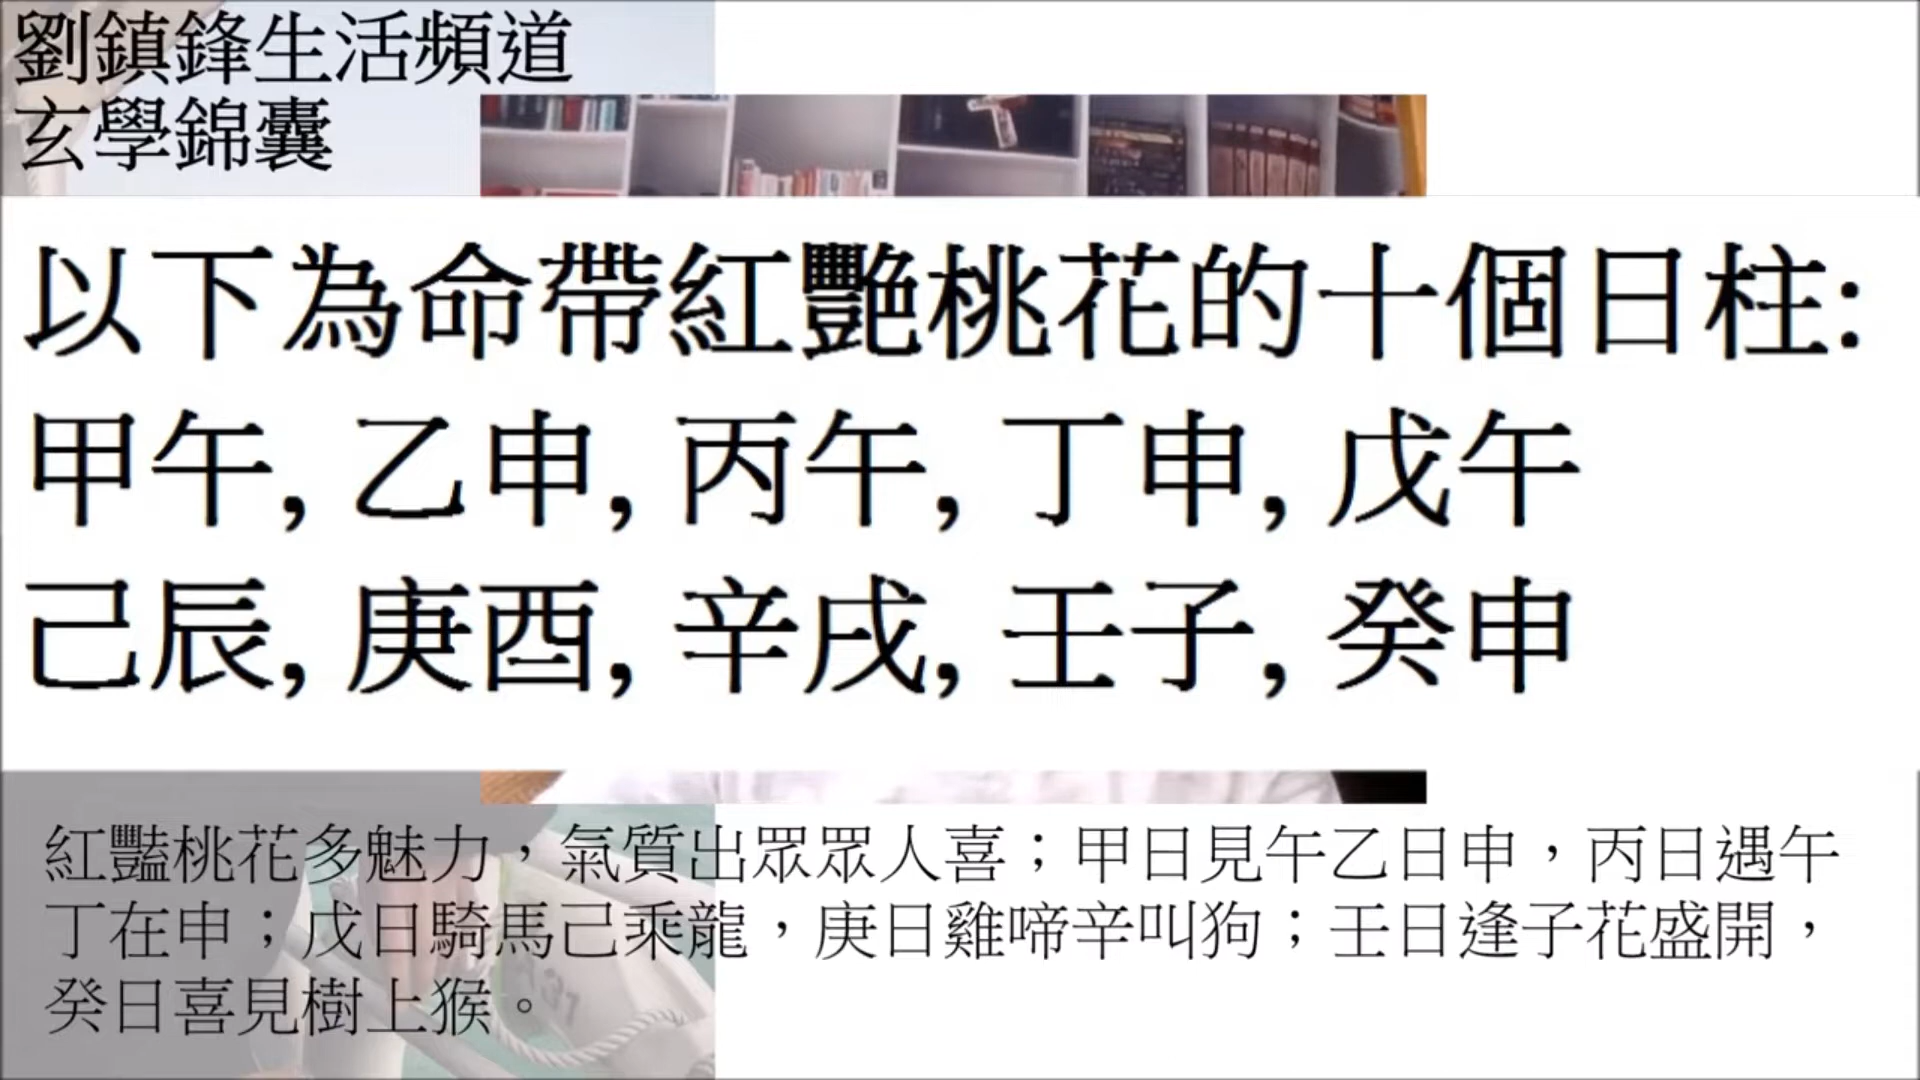 劉鎮鋒生活頻道
玄學錦囊
以下為命帶紅艷桃花的十個日柱:
甲午, 乙申, 丙午, 丁申, 戊午
己辰, 庚酉, 辛戌, 壬子, 癸申
紅豔桃花多魅力，氣質出眾眾人喜；甲日見午乙日申，丙日遇午
丁在申；戊日騎馬己乘龍，庚日雞啼辛叫狗；壬日逢子花盛開，
癸日喜見樹上猴。